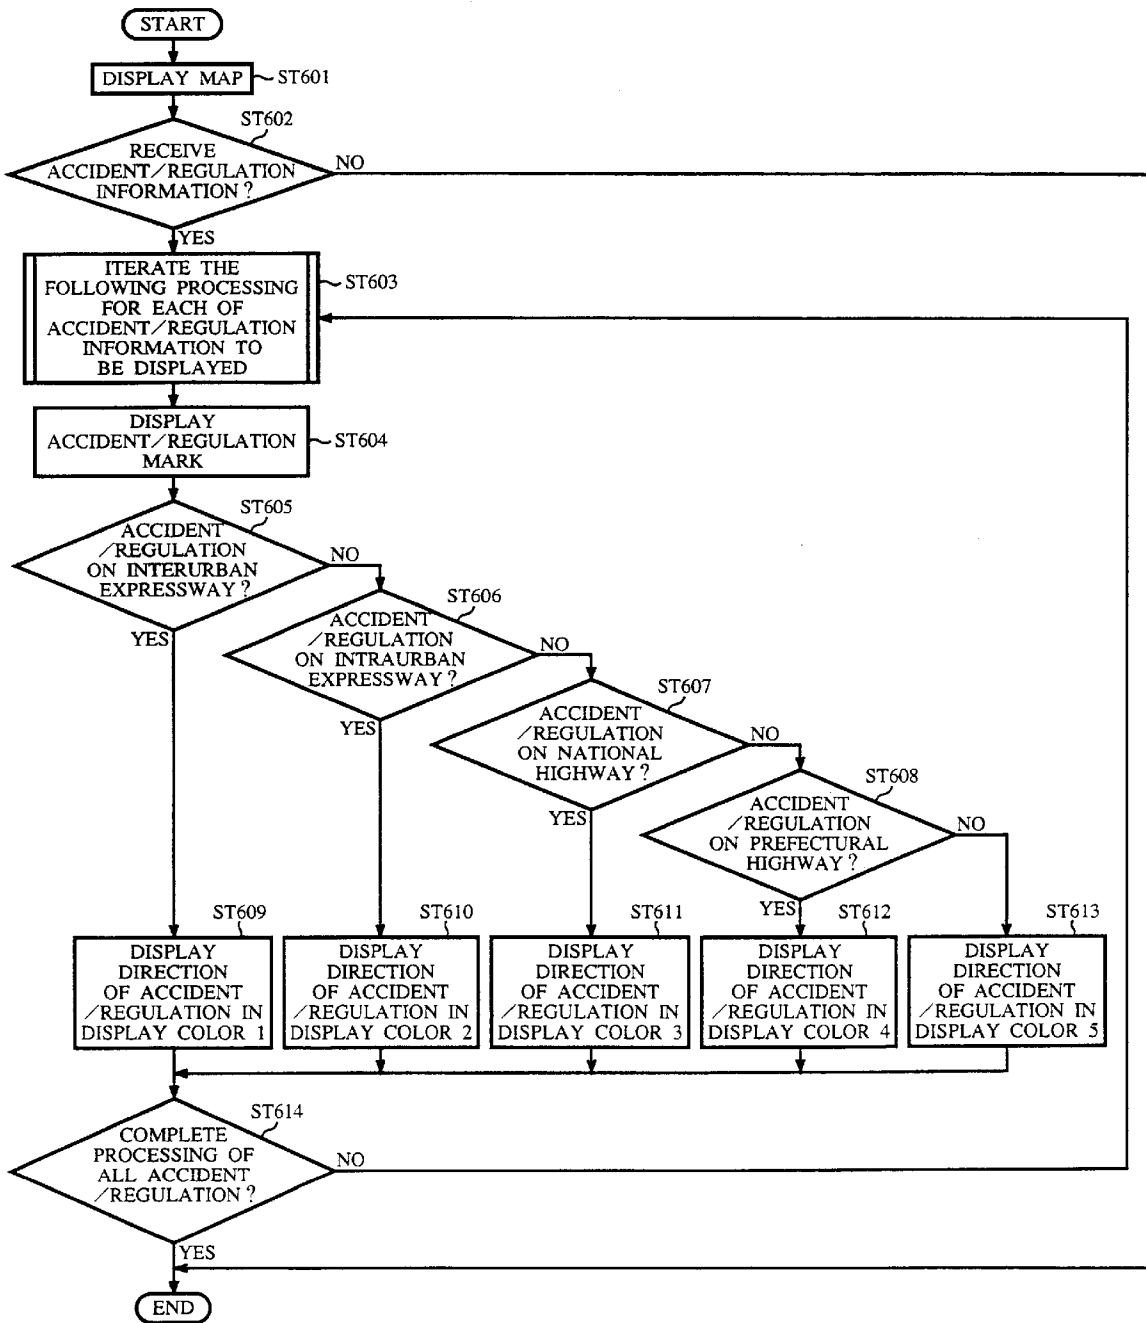 START
DISPLAY MAP
ST601
ST602
RECEIVE
ACCIDENT/REGULATION
INFORMATION?
NO
YES
ITERATE THE
FOLLOWING PROCESSING
FOR EACH OF
ACCIDENT/REGULATION
INFORMATION TO
BE DISPLAYED
ST603
DISPLAY
ACCIDENT/REGULATION
MARK
ST604
ST605
ACCIDENT
/REGULATION
ON INTERURBAN
EXPRESSWAY?
NO
YES
ST606
ACCIDENT
/REGULATION
ON INTRAURBAN
EXPRESSWAY?
NO
YES
ST607
ACCIDENT
/REGULATION
ON NATIONAL
HIGHWAY?
NO
YES
ST608
ACCIDENT
/REGULATION
ON PREFECTURAL
HIGHWAY?
NO
YES
ST609
DISPLAY
DIRECTION
OF ACCIDENT
/REGULATION IN
DISPLAY COLOR 1
ST610
DISPLAY
DIRECTION
OF ACCIDENT
/REGULATION IN
DISPLAY COLOR 2
ST611
DISPLAY
DIRECTION
OF ACCIDENT
/REGULATION IN
DISPLAY COLOR 3
ST612
DISPLAY
DIRECTION
OF ACCIDENT
/REGULATION IN
DISPLAY COLOR 4
ST613
DISPLAY
DIRECTION
OF ACCIDENT
/REGULATION IN
DISPLAY COLOR 5
ST614
COMPLETE
PROCESSING OF
ALL ACCIDENT
/REGULATION?
NO
YES
END